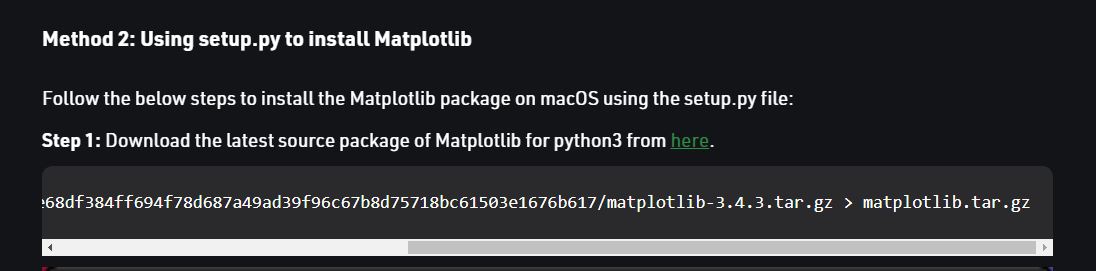 Method 2: Using setup.py to install Matplotlib
Follow the below steps to install the Matplotlib package on macOS using the setup.py file:
Step 1: Download the latest source package of Matplotlib for python3 from here.
e68df384ff694f78d687a49ad39f96c67b8d75718bc61503e1676b617/matplotlib-3.4.3.tar.gz > matplotlib.tar.gz